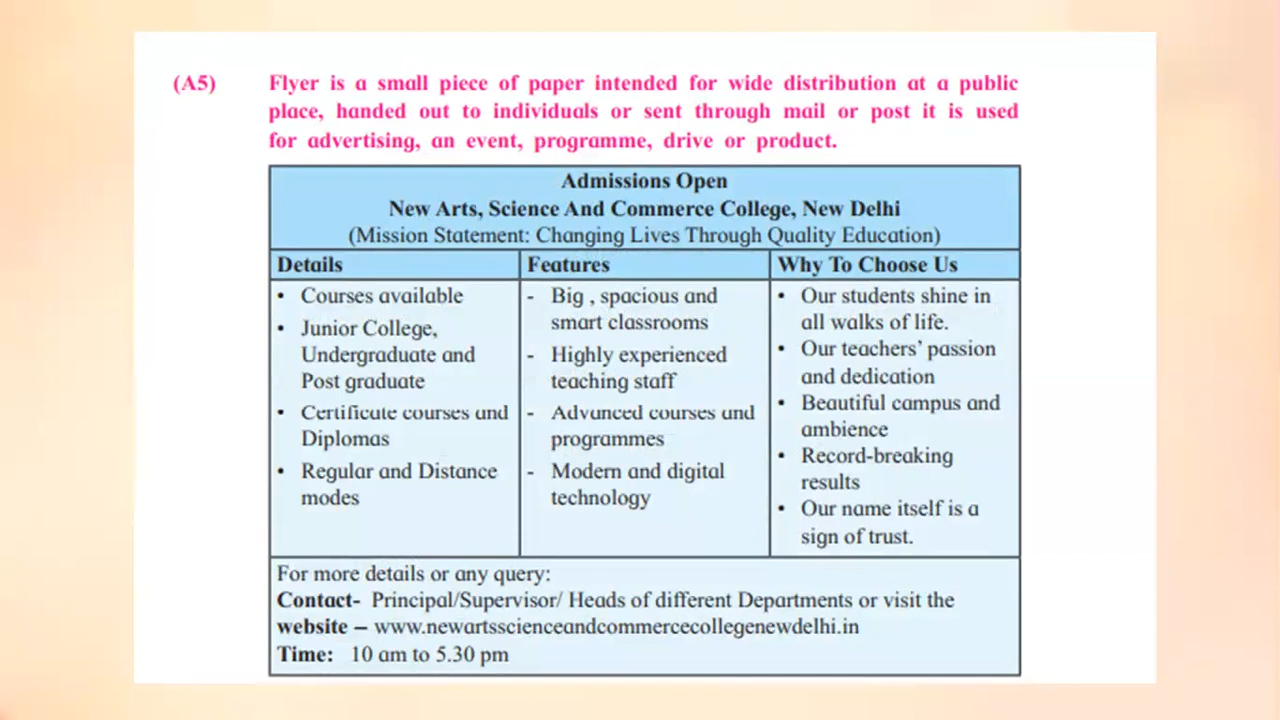 (A5) Flyer is a small piece of paper intended for wide distribution at a public
place, handed out to individuals or sent through mail or post it is used
for advertising, an event, programme, drive or product.
Admissions Open
New Arts, Science And Commerce College, New Delhi
(Mission Statement: Changing Lives Through Quality Education)
Details
• Courses available
• Junior College,
Undergraduate and
Post graduate
• Certificate courses and
Diplomas
• Regular and Distance
modes
Features
- Big , spacious and
smart classrooms
- Highly experienced
teaching staff
- Advanced courses and
programmes
- Modern and digital
technology
Why To Choose Us
• Our students shine in
all walks of life.
• Our teachers' passion
and dedication
• Beautiful campus and
ambience
• Record-breaking
results
• Our name itself is a
sign of trust.
For more details or any query:
Contact- Principal/Supervisor/ Heads of different Departments or visit the
website – www.newartsscienceandcommercecollegenewdelhi.in
Time: 10 am to 5.30 pm